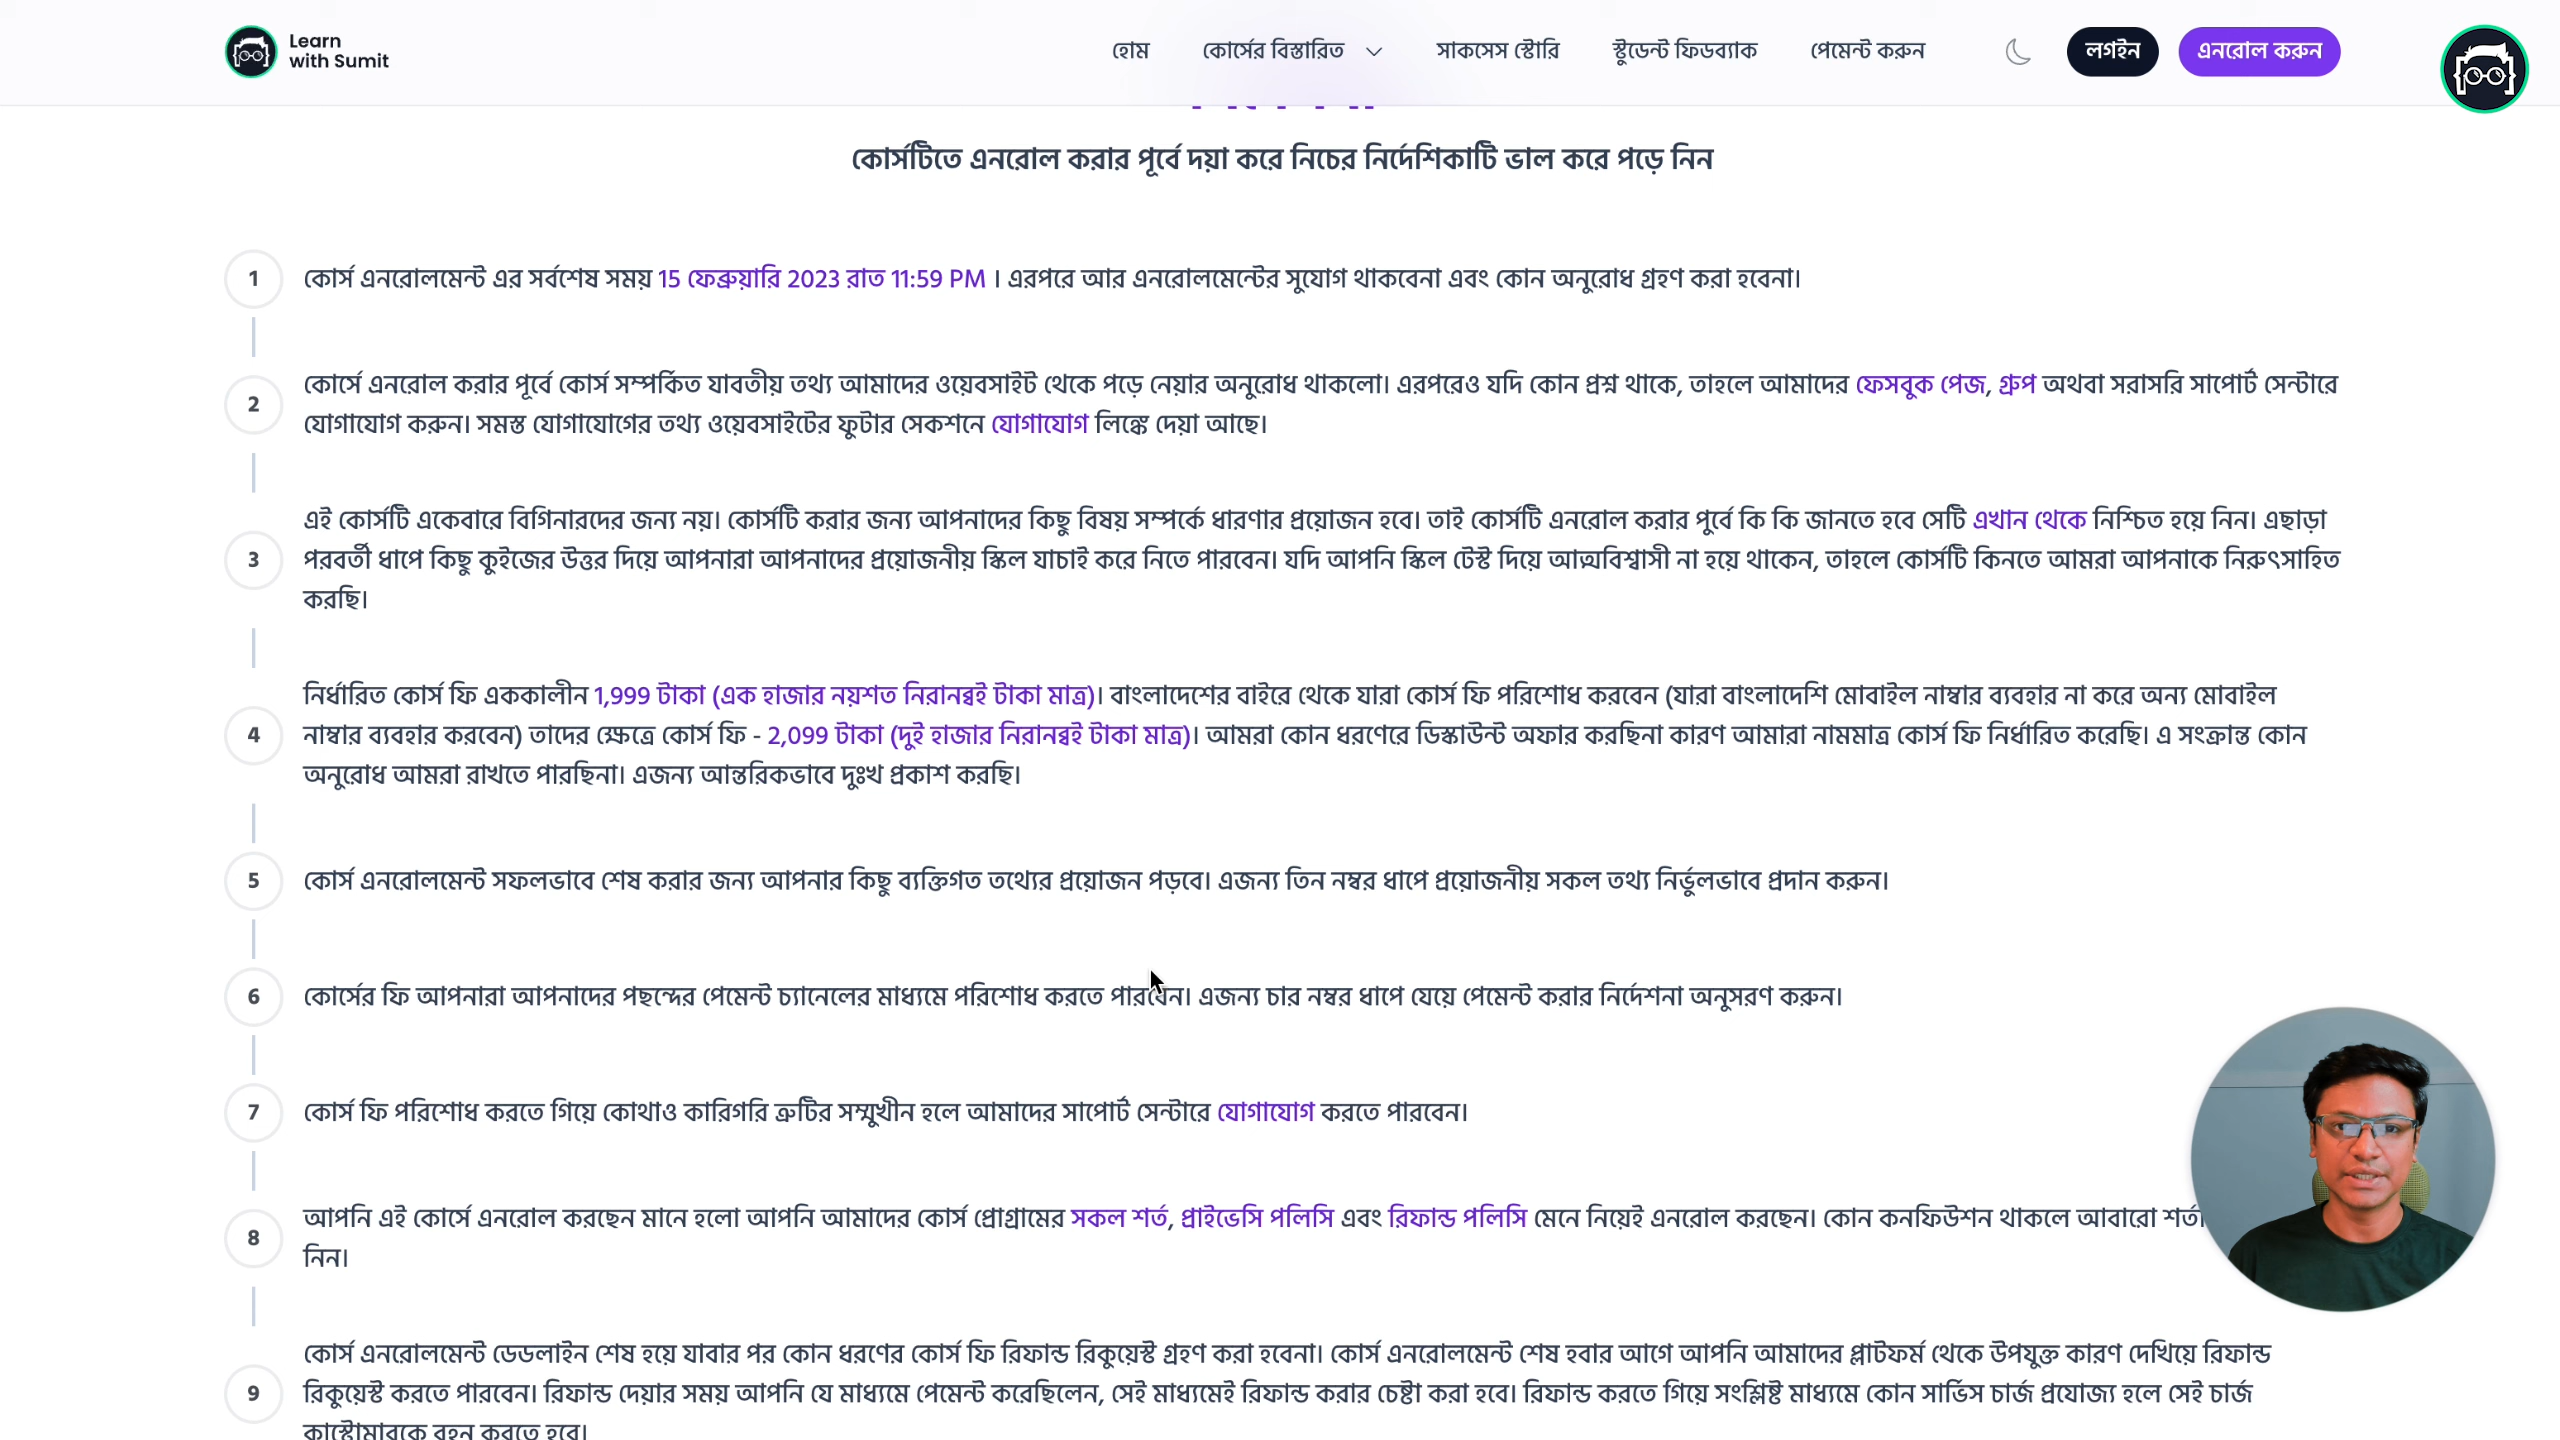 Learn
with Sumit
হোম
কোর্সের বিস্তারিত
সাকসেস স্টোরি
স্টুডেন্ট ফিডব্যাক
পেমেন্ট করুন
লগইন
এনরোল করুন
কোর্সটিতে এনরোল করার পূর্বে দয়া করে নিচের নির্দেশিকাটি ভাল করে পড়ে নিন
1
কোর্স এনরোলমেন্ট এর সর্বশেষ সময় 15 ফেব্রুয়ারি 2023 রাত 11:59 PM । এরপরে আর এনরোলমেন্টের সুযোগ থাকবেনা এবং কোন অনুরোধ গ্রহণ করা হবেনা।
2
কোর্সে এনরোল করার পূর্বে কোর্স সম্পর্কিত যাবতীয় তথ্য আমাদের ওয়েবসাইট থেকে পড়ে নেয়ার অনুরোধ থাকলো। এরপরেও যদি কোন প্রশ্ন থাকে, তাহলে আমাদের ফেসবুক পেজ, গ্রুপ অথবা সরাসরি সাপোর্ট সেন্টারে
যোগাযোগ করুন। সমস্ত যোগাযোগের তথ্য ওয়েবসাইটের ফুটার সেকশনে যোগাযোগ লিঙ্কে দেয়া আছে।
3
এই কোর্সটি একেবারে বিগিনারদের জন্য নয়। কোর্সটি করার জন্য আপনাদের কিছু বিষয় সম্পর্কে ধারণার প্রয়োজন হবে। তাই কোর্সটি এনরোল করার পুর্বে কি কি জানতে হবে সেটি এখান থেকে নিশ্চিত হয়ে নিন। এছাড়া
পরবর্তী ধাপে কিছু কুইজের উত্তর দিয়ে আপনারা আপনাদের প্রয়োজনীয় স্কিল যাচাই করে নিতে পারবেন। যদি আপনি স্কিল টেস্ট দিয়ে আত্মবিশ্বাসী না হয়ে থাকেন, তাহলে কোর্সটি কিনতে আমরা আপনাকে নিরুৎসাহিত
করছি।
4
নির্ধারিত কোর্স ফি এককালীন 1,999 টাকা (এক হাজার নয়শত নিরানব্বই টাকা মাত্র)। বাংলাদেশের বাইরে থেকে যারা কোর্স ফি পরিশোধ করবেন (যারা বাংলাদেশি মোবাইল নাম্বার ব্যবহার না করে অন্য মোবাইল
নাম্বার ব্যবহার করবেন) তাদের ক্ষেত্রে কোর্স ফি - 2,099 টাকা (দুই হাজার নিরানব্বই টাকা মাত্র)। আমরা কোন ধরণেরে ডিস্কাউন্ট অফার করছিনা কারণ আমারা নামমাত্র কোর্স ফি নির্ধারিত করেছি। এ সংক্রান্ত কোন
অনুরোধ আমরা রাখতে পারছিনা। এজন্য আন্তরিকভাবে দুঃখ প্রকাশ করছি।
5
কোর্স এনরোলমেন্ট সফলভাবে শেষ করার জন্য আপনার কিছু ব্যক্তিগত তথ্যের প্রয়োজন পড়বে। এজন্য তিন নম্বর ধাপে প্রয়োজনীয় সকল তথ্য নির্ভুলভাবে প্রদান করুন।
6
কোর্সের ফি আপনারা আপনাদের পছন্দের পেমেন্ট চ্যানেলের মাধ্যমে পরিশোধ করতে পারবেন। এজন্য চার নম্বর ধাপে যেয়ে পেমেন্ট করার নির্দেশনা অনুসরণ করুন।
7
কোর্স ফি পরিশোধ করতে গিয়ে কোথাও কারিগরি ত্রুটির সম্মুখীন হলে আমাদের সাপোর্ট সেন্টারে যোগাযোগ করতে পারবেন।
8
আপনি এই কোর্সে এনরোল করছেন মানে হলো আপনি আমাদের কোর্স প্রোগ্রামের সকল শর্ত, প্রাইভেসি পলিসি এবং রিফান্ড পলিসি মেনে নিয়েই এনরোল করছেন। কোন কনফিউশন থাকলে আবারো
নিন।
9
কোর্স এনরোলমেন্ট ডেডলাইন শেষ হয়ে যাবার পর কোন ধরণের কোর্স ফি রিফান্ড রিকুয়েস্ট গ্রহণ করা হবেনা। কোর্স এনরোলমেন্ট শেষ হবার আগে আপনি আমাদের প্লাটফর্ম থেকে উপযুক্ত কারণ দেখিয়ে রিফান্ড
রিকুয়েস্ট করতে পারবেন। রিফান্ড দেয়ার সময় আপনি যে মাধ্যমে পেমেন্ট করেছিলেন, সেই মাধ্যমেই রিফান্ড করার চেষ্টা করা হবে। রিফান্ড করতে গিয়ে সংশ্লিষ্ট মাধ্যমে কোন সার্ভিস চার্জ প্রযোজ্য হলে সেই চার্জ
কাস্টোমারকে বহন করতে হবে।